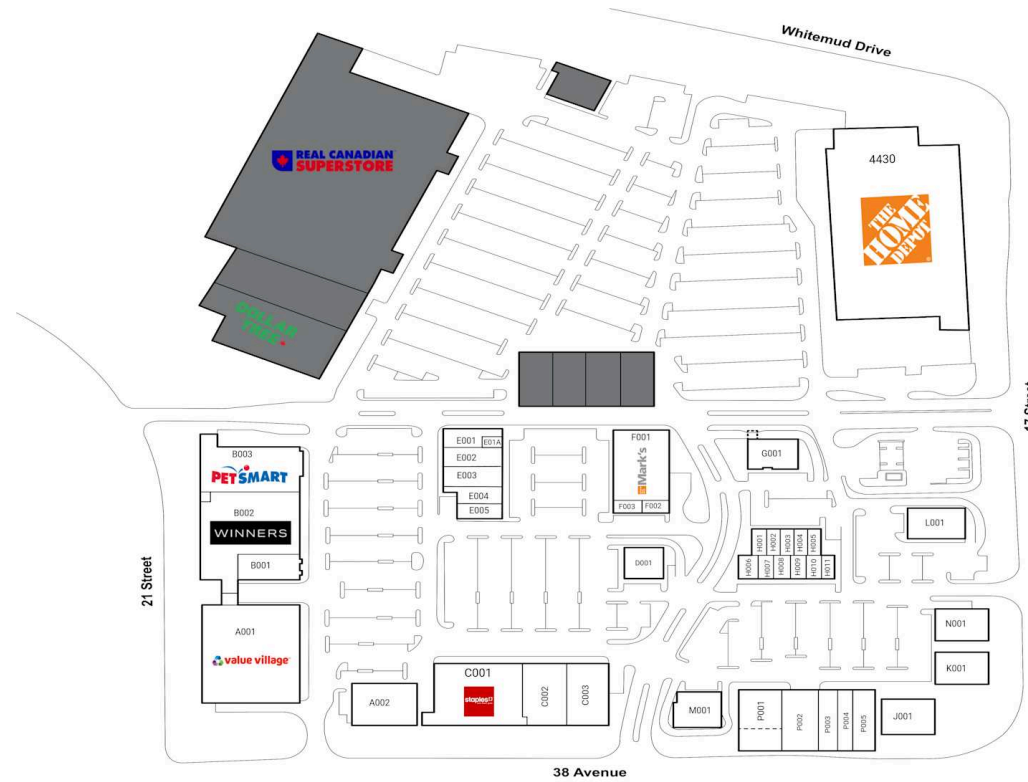 Whitemud Drive
REAL CANADIAN
SUPERSTORE
4430
THE
HOME
DEPOT
DOLLAR
TREE
17 Street
B003
PETSMART
B002
WINNERS
B001
21 Street
A001
value village
A002
E001
E01A
E002
E003
E004
E005
F001
Mark's
F003
F002
G001
L001
D001
H001
H002
H003
H004
H005
H006
H007
H008
H009
H010
H011
N001
K001
C001
staples
C002
C003
M001
P001
P002
P003
P004
P005
J001
38 Avenue